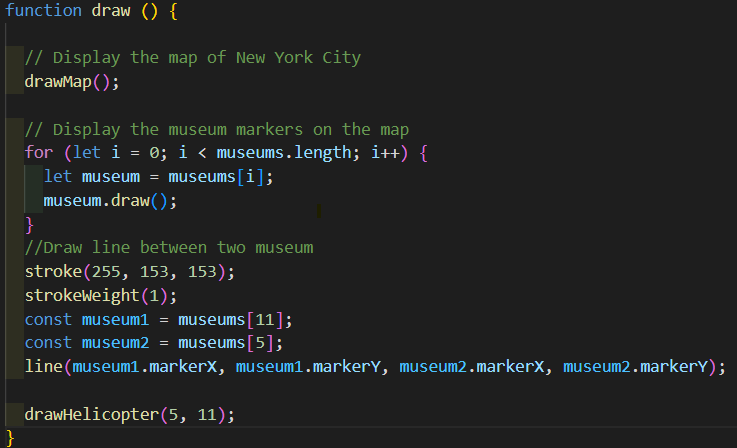 function draw () {
// Display the map of New York City
drawMap();
// Display the museum markers on the map
for (let i = 0; i < museums.length; i++) {
let museum = museums[i];
museum.draw();
}
//Draw line between two museum
stroke(255, 153, 153);
strokeWeight(1);
const museum1 = museums[11];
const museum2 = museums[5];
line(museum1.markerX, museum1.markerY, museum2.markerX, museum2.markerY);
drawHelicopter(5, 11);
}